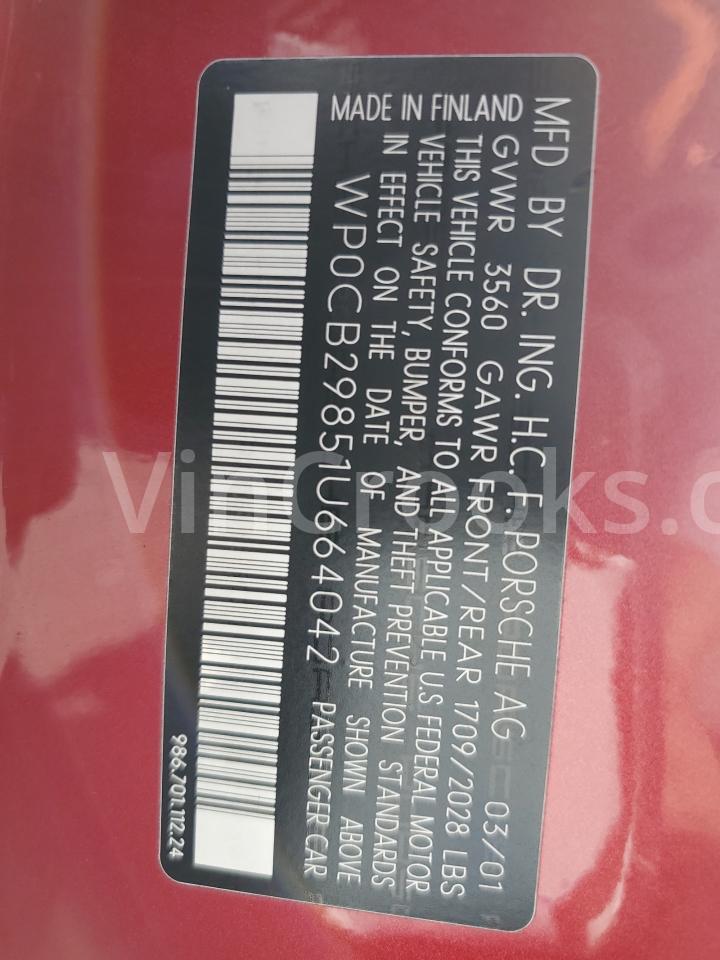 MFD BY DR. ING. H.C. F. PORSCHE AG 03/01
GVWR 3560 GAWR FRONT/REAR 1709/2028 LBS
THIS VEHICLE CONFORMS TO ALL APPLICABLE U.S FEDERAL MOTOR
VEHICLE SAFETY, BUMPER, AND THEFT PREVENTION STANDARDS
IN EFFECT ON THE DATE OF MANUFACTURE SHOWN ABOVE
MADE IN FINLAND
WP0CB29851U664042 PASSENGER CAR
986.701.112.24
VinCrooks.c